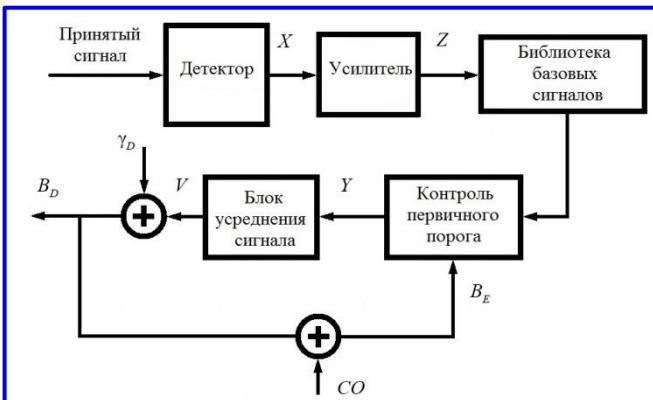 Принятый
сигнал
X
Z
Детектор
Усилитель
Библиотека
базовых
сигналов
γ_D
B_D
V
Y
Блок
усреднения
сигнала
Контроль
первичного
порога
B_E
CO